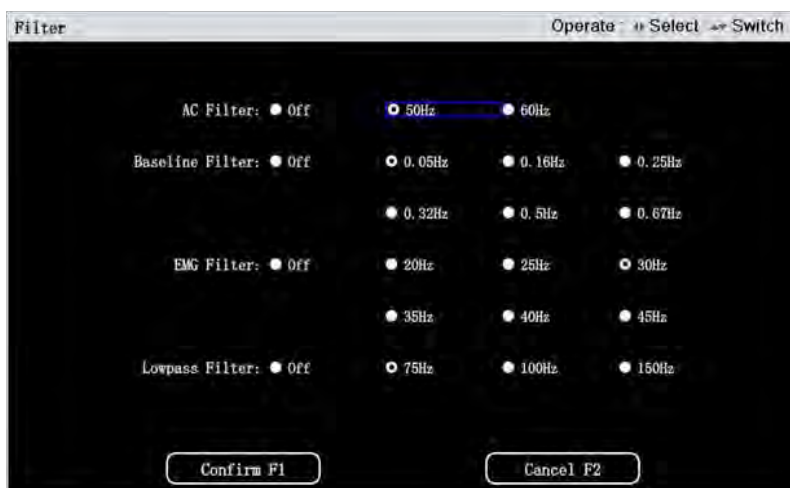 Filter Operate Select Switch
AC Filter: Off 50Hz 60Hz
Baseline Filter: Off 0.05Hz 0.16Hz 0.25Hz
0.32Hz 0.5Hz 0.67Hz
EMG Filter: Off 20Hz 25Hz 30Hz
35Hz 40Hz 45Hz
Lowpass Filter: Off 75Hz 100Hz 150Hz
Confirm F1 Cancel F2